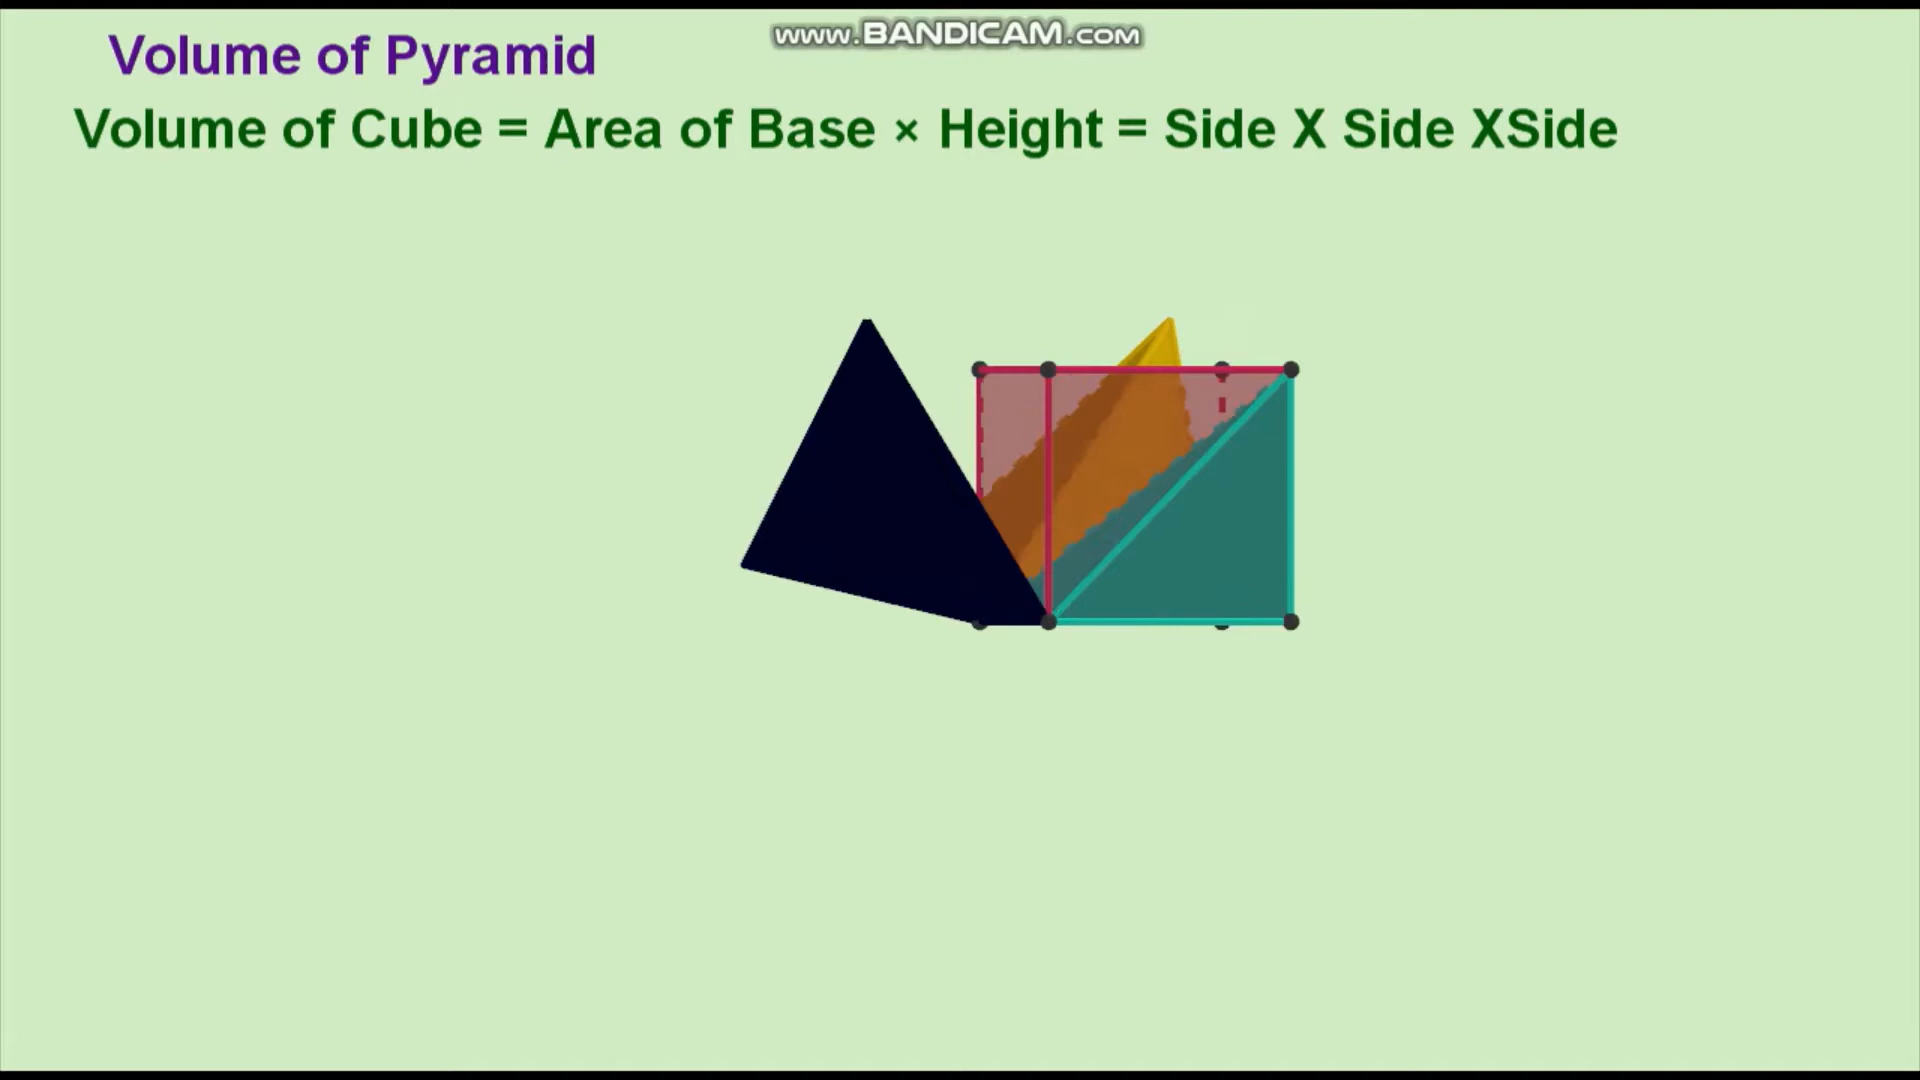 www.BANDICAM.com
Volume of Pyramid
Volume of Cube = Area of Base × Height = Side X Side XSide